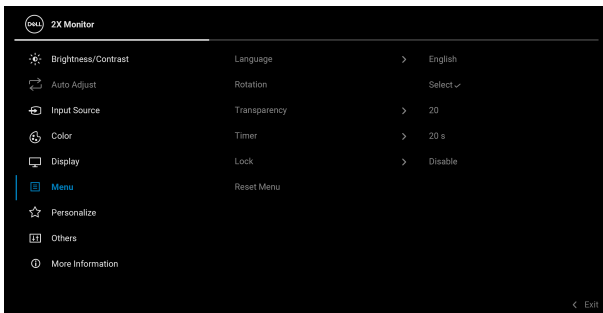 DELL 2X Monitor
Brightness/Contrast Language > English
Auto Adjust Rotation Select ✓
Input Source Transparency > 20
Color Timer > 20 s
Display Lock > Disable
Menu Reset Menu
Personalize
Others
More Information
< Exit